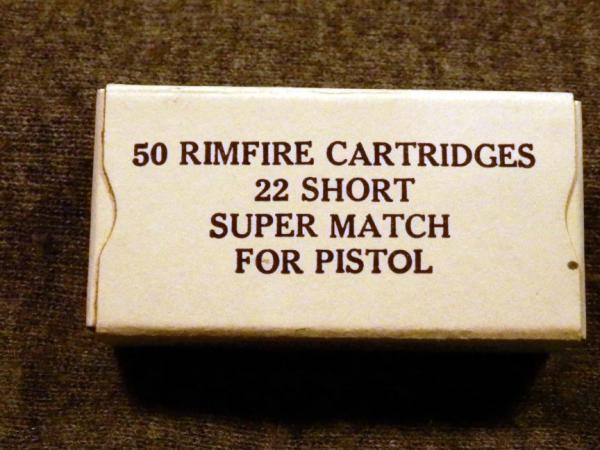 50 RIMFIRE CARTRIDGES
22 SHORT
SUPER MATCH
FOR PISTOL